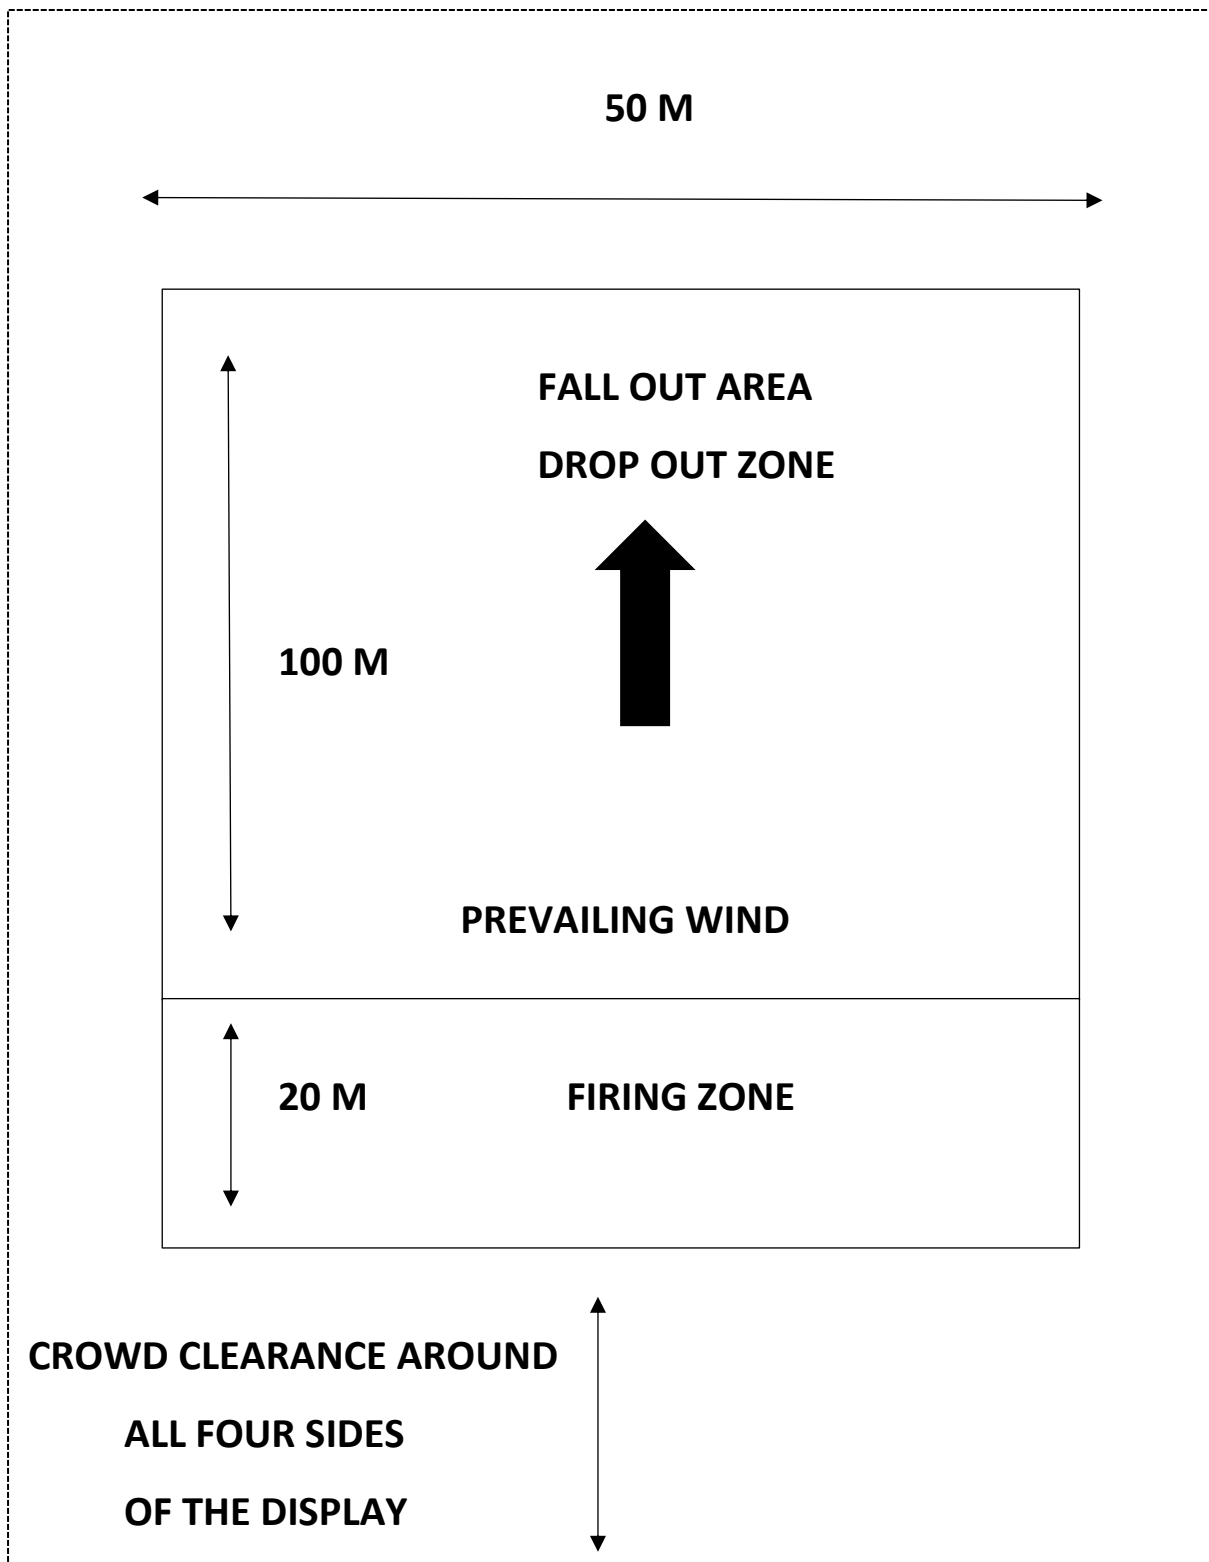 50 M
FALL OUT AREA
DROP OUT ZONE
100 M
PREVAILING WIND
20 M
FIRING ZONE
CROWD CLEARANCE AROUND
ALL FOUR SIDES
OF THE DISPLAY